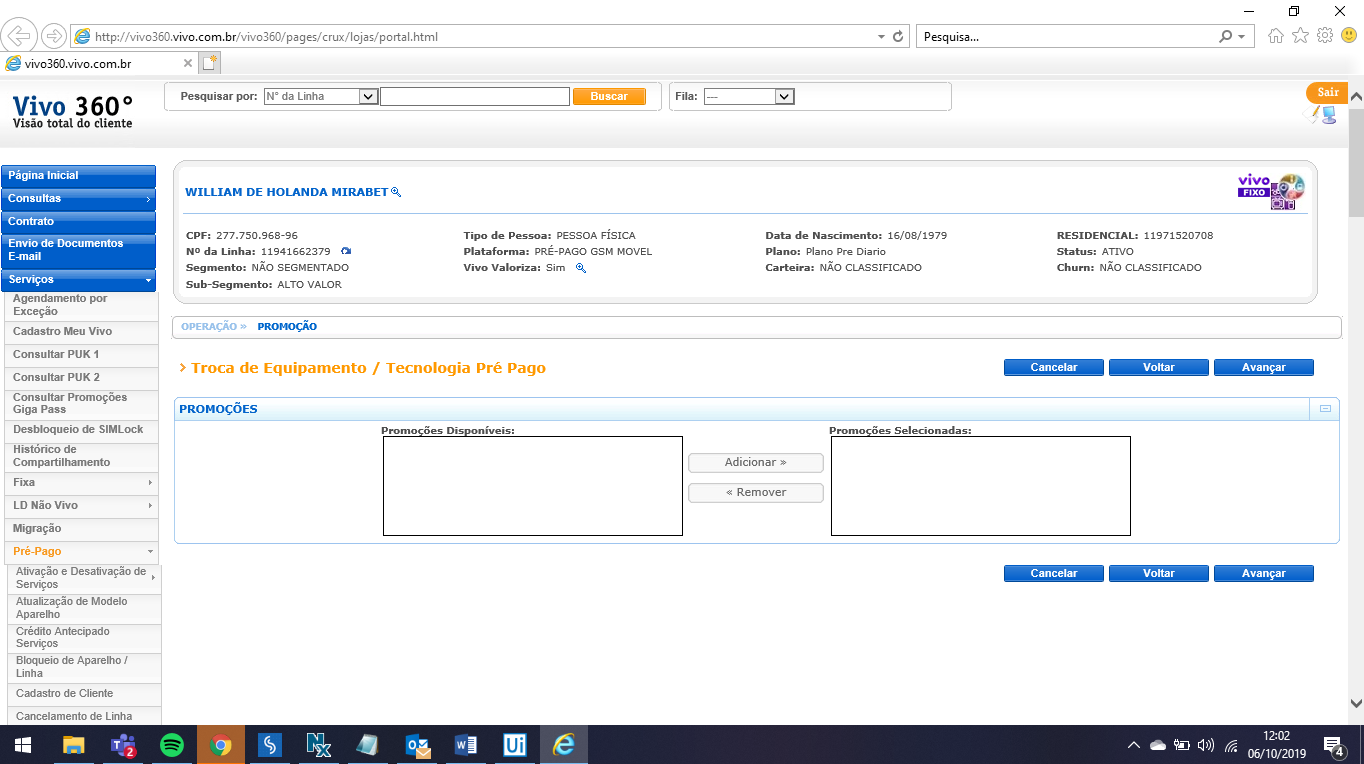 http://vivo360.vivo.com.br/vivo360/pages/crux/lojas/portal.html
Pesquisa...
vivo360.vivo.com.br
Vivo 360°
Visão total do cliente
Pesquisar por: N° da Linha
Buscar
Fila: ---
Sair
Página Inicial
Consultas
Contrato
Envio de Documentos
E-mail
Serviços
Agendamento por
Exceção
Cadastro Meu Vivo
Consultar PUK 1
Consultar PUK 2
Consultar Promoções
Giga Pass
Desbloqueio de SIMLock
Histórico de
Compartilhamento
Fixa
LD Não Vivo
Migração
Pré-Pago
Ativação e Desativação de
Serviços
Atualização de Modelo
Aparelho
Crédito Antecipado
Serviços
Bloqueio de Aparelho /
Linha
Cadastro de Cliente
Cancelamento de Linha
WILLIAM DE HOLANDA MIRABET
vivo
FIXO
CPF: 277.750.968-96
Tipo de Pessoa: PESSOA FÍSICA
Data de Nascimento: 16/08/1979
RESIDENCIAL: 11971520708
Nº da Linha: 11941662379
Plataforma: PRÉ-PAGO GSM MOVEL
Plano: Plano Pre Diario
Status: ATIVO
Segmento: NÃO SEGMENTADO
Vivo Valoriza: Sim
Carteira: NÃO CLASSIFICADO
Churn: NÃO CLASSIFICADO
Sub-Segmento: ALTO VALOR
OPERAÇÃO » PROMOÇÃO
Troca de Equipamento / Tecnologia Pré Pago
Cancelar
Voltar
Avançar
PROMOÇÕES
Promoções Disponíveis:
Promoções Selecionadas:
Adicionar »
« Remover
Cancelar
Voltar
Avançar
2
Ui
12:02
06/10/2019
4